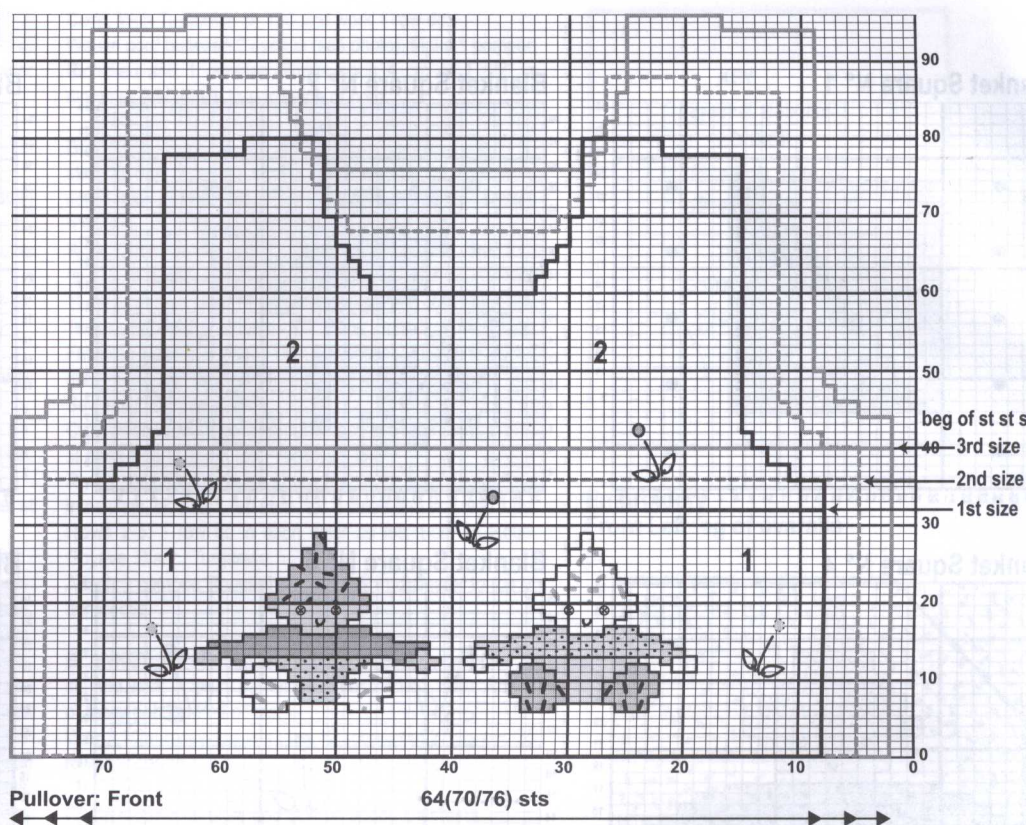 Blanket Square N°
90
80
70
60
2 2
50
beg of st st s
40 3rd size
2nd size
1st size
30
1 1
20
10
0
70 60 50 40 30 20 10 0
Pullover: Front 64(70/76) sts